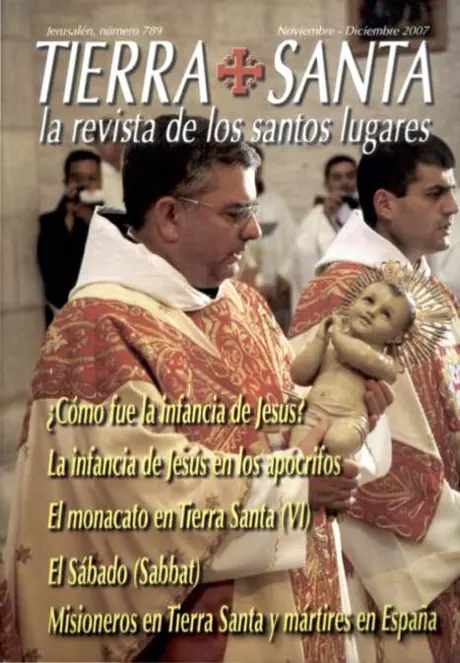 Jerusalén, número 789 Noviembre - Diciembre 2007
TIERRA SANTA
la revista de los santos lugares
¿Cómo fue la infancia de Jesús?
La infancia de Jesús en los apócrifos
El monacato en Tierra Santa (VI)
El Sábado (Sabbat)
Misioneros en Tierra Santa y mártires en España